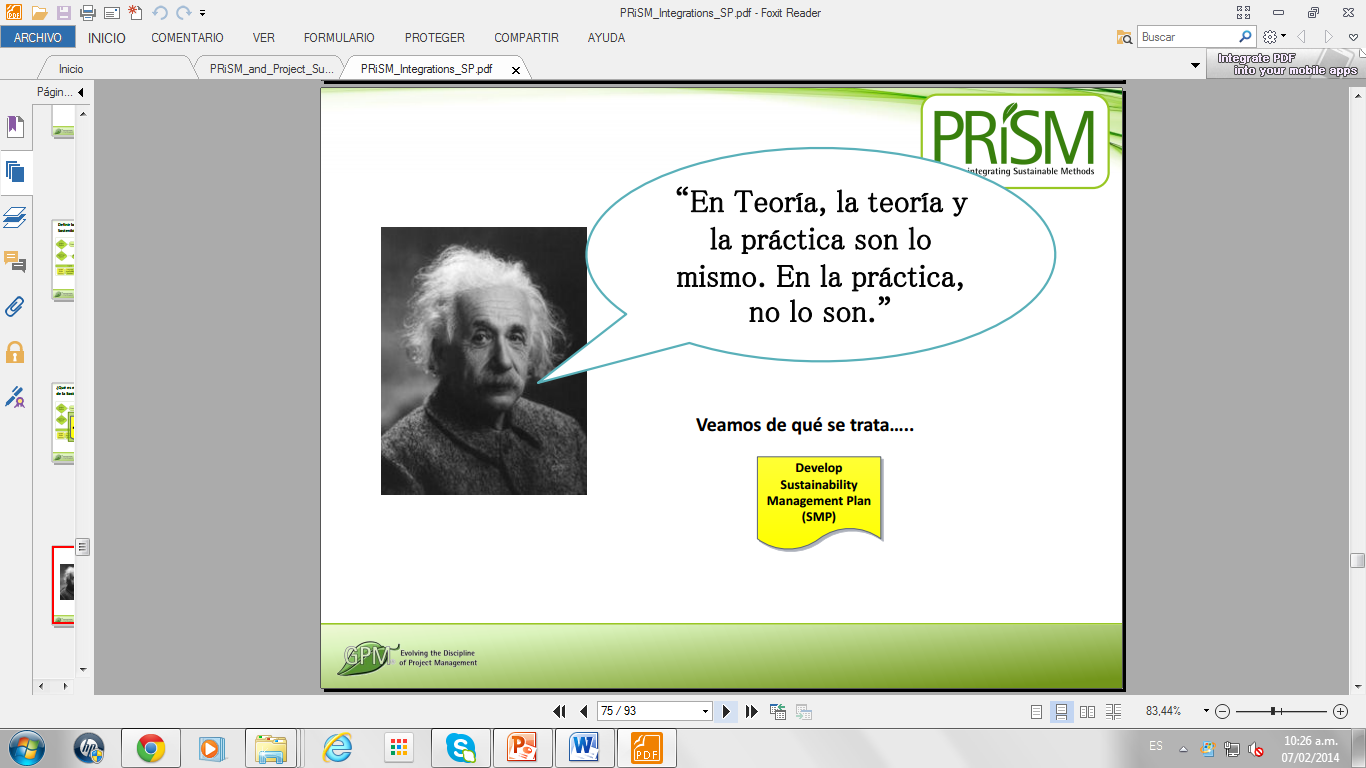 PRiSM_Integrations_SP.pdf - Foxit Reader
ARCHIVO INICIO COMENTARIO VER FORMULARIO PROTEGER COMPARTIR AYUDA
Buscar
Inicio PRiSM_and_Project_Su... PRiSM_Integrations_SP.pdf
Integrate PDF
into your mobile apps
Págin...
PRiSM
integrating Sustainable Methods
“En Teoría, la teoría y
la práctica son lo
mismo. En la práctica,
no lo son.”
Veamos de qué se trata…..
Develop
Sustainability
Management Plan
(SMP)
GPM
Evolving the Discipline
of Project Management
75 / 93
83,44%
ES
10:26 a.m.
07/02/2014
hp
PDF